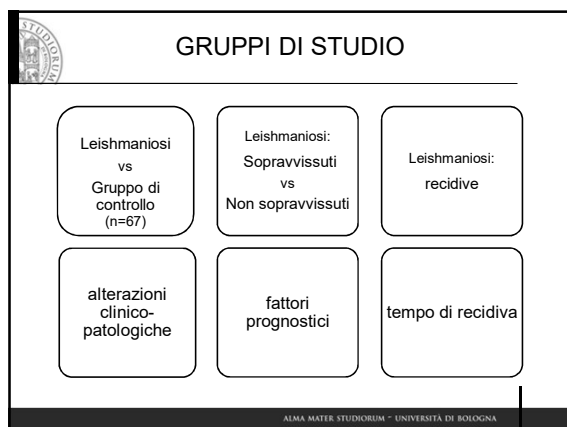 GRUPPI DI STUDIO
Leishmaniosi
vs
Gruppo di
controllo
(n=67)
Leishmaniosi:
Sopravvissuti
vs
Non sopravvissuti
Leishmaniosi:
recidive
alterazioni
clinico-
patologiche
fattori
prognostici
tempo di recidiva
ALMA MATER STUDIORUM ~ UNIVERSITÀ DI BOLOGNA